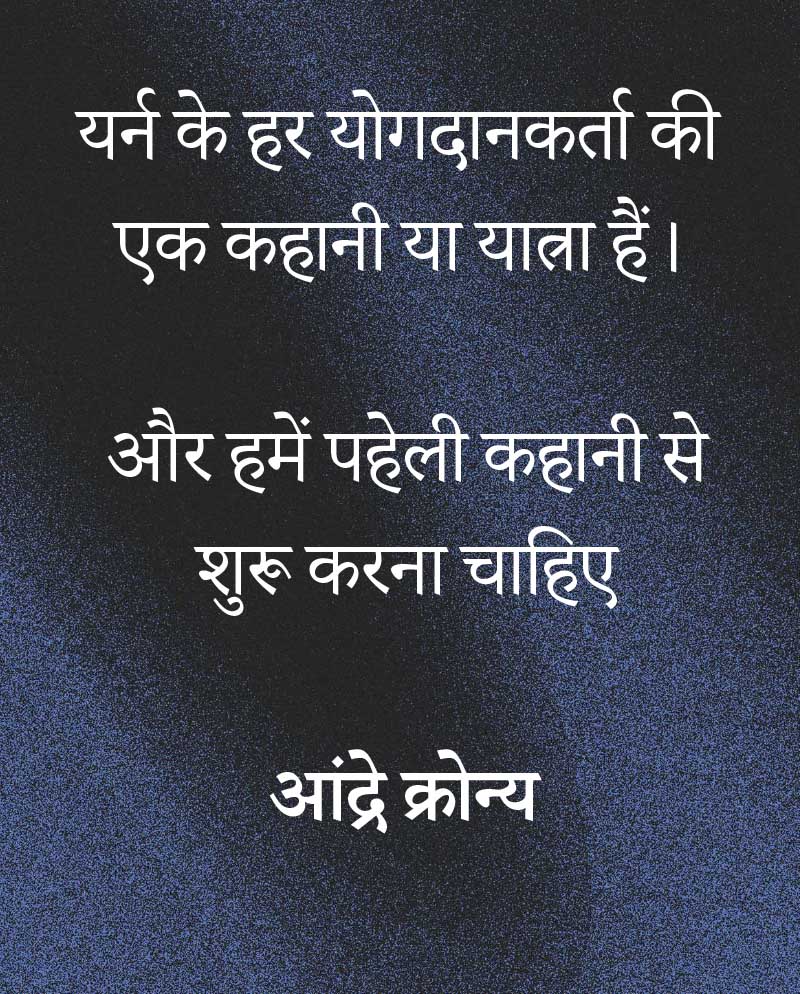 यर्न के हर योगदानकर्ता की
एक कहानी या यात्रा हैं।
और हमें पहेली कहानी से
शुरू करना चाहिए
आंद्रे क्रोन्य